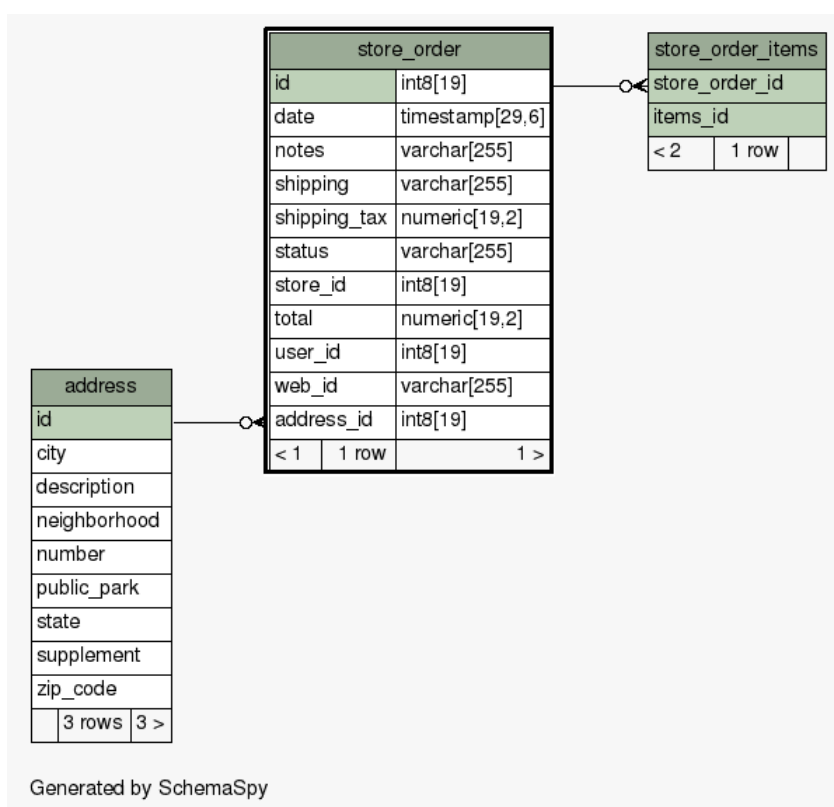 store_order
id int8[19]
date timestamp[29,6]
notes varchar[255]
shipping varchar[255]
shipping_tax numeric[19,2]
status varchar[255]
store_id int8[19]
total numeric[19,2]
user_id int8[19]
web_id varchar[255]
address_id int8[19]
< 1 1 row 1 >
store_order_items
store_order_id
items_id
< 2 1 row
address
id
city
description
neighborhood
number
public_park
state
supplement
zip_code
3 rows 3 >
Generated by SchemaSpy